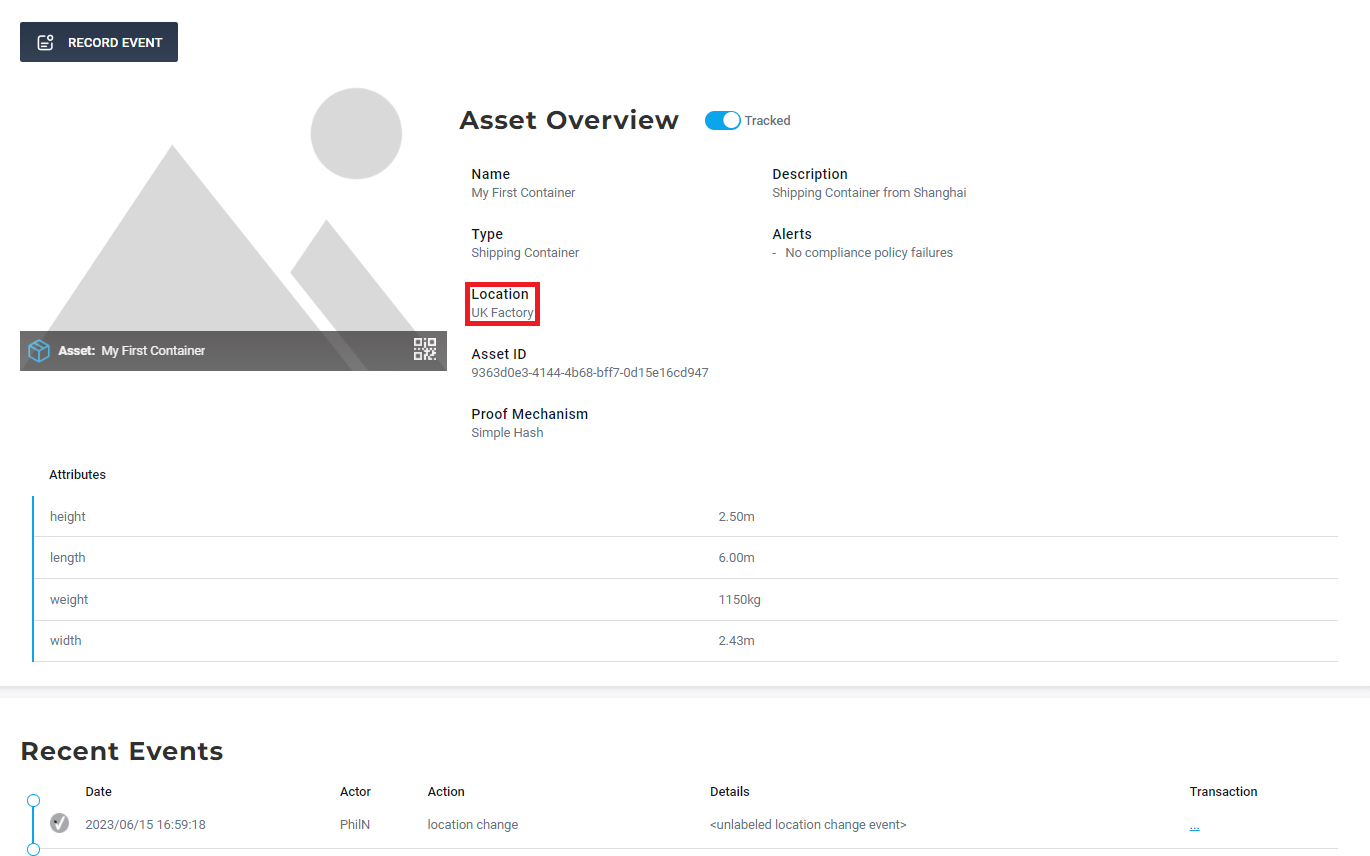 RECORD EVENT
Asset Overview
Tracked
Name
My First Container
Description
Shipping Container from Shanghai
Type
Shipping Container
Alerts
- No compliance policy failures
Location
UK Factory
Asset: My First Container
Asset ID
9363d0e3-4144-4b68-bff7-0d15e16cd947
Proof Mechanism
Simple Hash
Attributes
height 2.50m
length 6.00m
weight 1150kg
width 2.43m
Recent Events
Date Actor Action Details Transaction
2023/06/15 16:59:18 PhilN location change <unlabeled location change event> ...